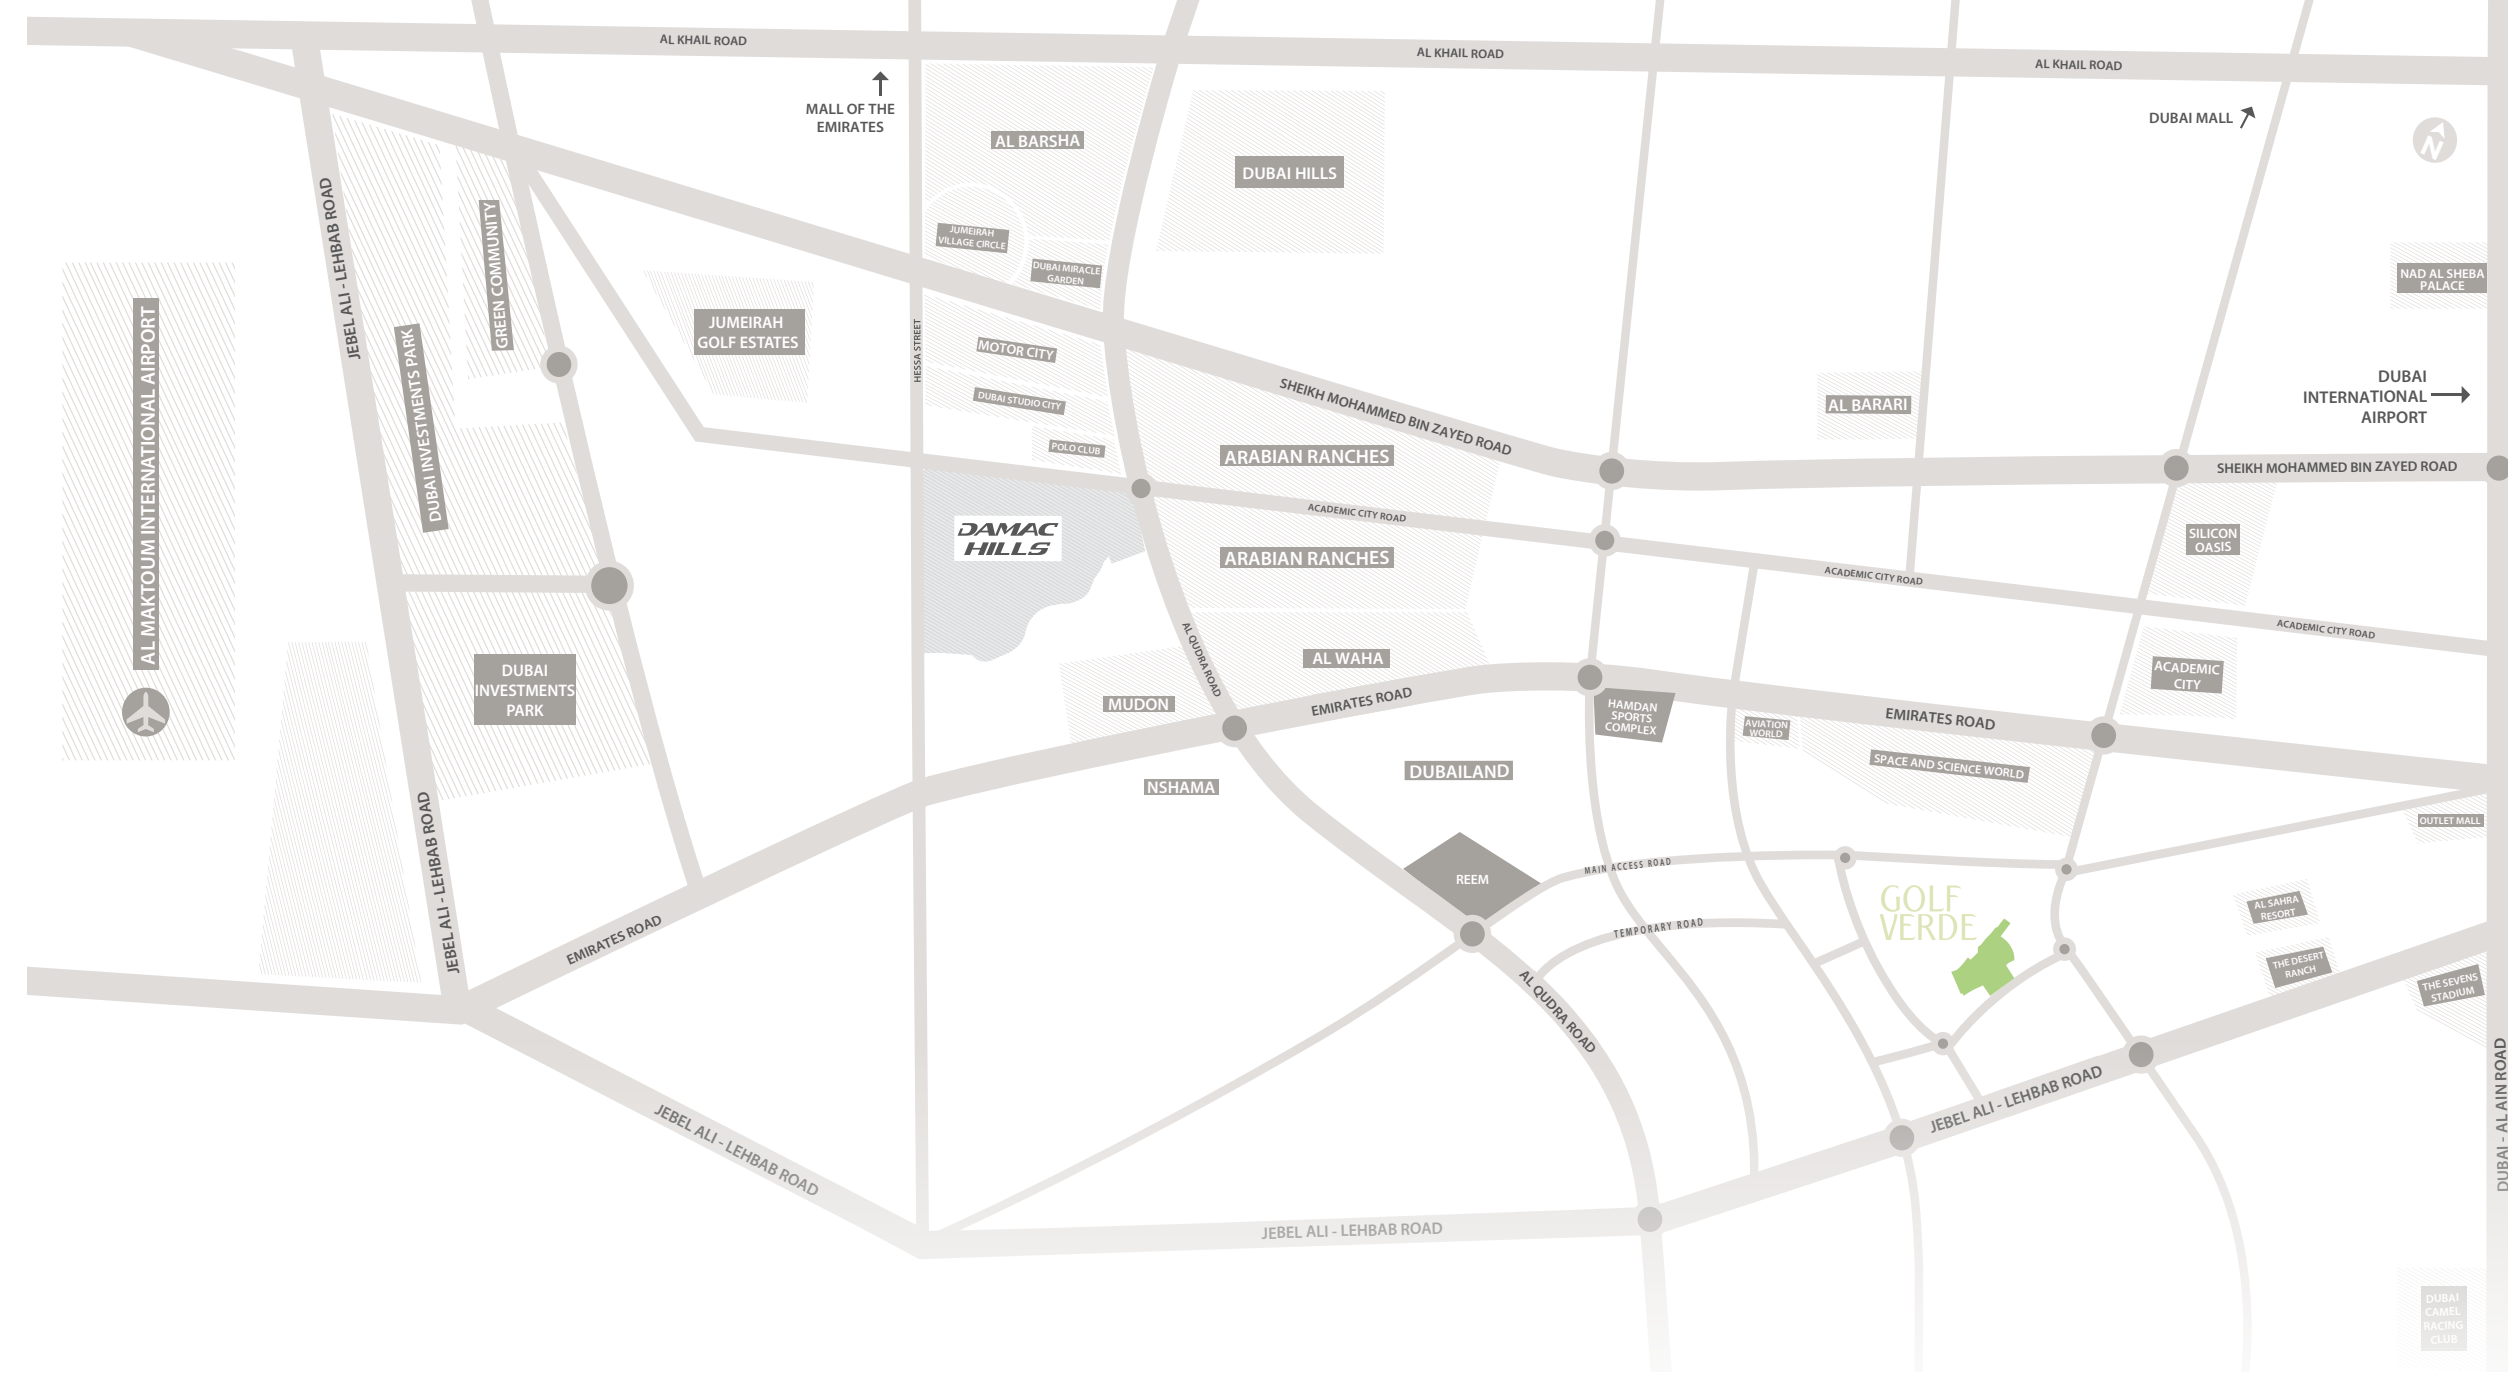 AL KHAIL ROAD
AL KHAIL ROAD
AL KHAIL ROAD
MALL OF THE
EMIRATES
DUBAI MALL
N
AL BARSHA
DUBAI HILLS
JEBEL ALI - LEHBAB ROAD
GREEN COMMUNITY
JUMEIRAH
VILLAGE CIRCLE
DUBAI MIRACLE
GARDEN
NAD AL SHEBA
PALACE
AL MAKTOUM INTERNATIONAL AIRPORT
DUBAI INVESTMENTS PARK
JUMEIRAH
GOLF ESTATES
HESSA STREET
MOTOR CITY
DUBAI STUDIO CITY
POLO CLUB
SHEIKH MOHAMMED BIN ZAYED ROAD
AL BARARI
DUBAI
INTERNATIONAL
AIRPORT
ARABIAN RANCHES
SHEIKH MOHAMMED BIN ZAYED ROAD
ACADEMIC CITY ROAD
DAMAC
HILLS
ARABIAN RANCHES
SILICON
OASIS
ACADEMIC CITY ROAD
ACADEMIC CITY ROAD
AL QUDRA ROAD
AL WAHA
DUBAI
INVESTMENTS
PARK
ACADEMIC
CITY
MUDON
EMIRATES ROAD
HAMDAN
SPORTS
COMPLEX
AVIATION
WORLD
EMIRATES ROAD
SPACE AND SCIENCE WORLD
NSHAMA
DUBAILAND
OUTLET MALL
JEBEL ALI - LEHBAB ROAD
REEM
MAIN ACCESS ROAD
GOLF
VERDE
AL SAHRA
RESORT
TEMPORARY ROAD
EMIRATES ROAD
THE DESERT
RANCH
THE SEVENS
STADIUM
AL QUDRA ROAD
JEBEL ALI - LEHBAB ROAD
DUBAI - AL AIN ROAD
JEBEL ALI - LEHBAB ROAD
JEBEL ALI - LEHBAB ROAD
DUBAI
CAMEL
RACING
CLUB